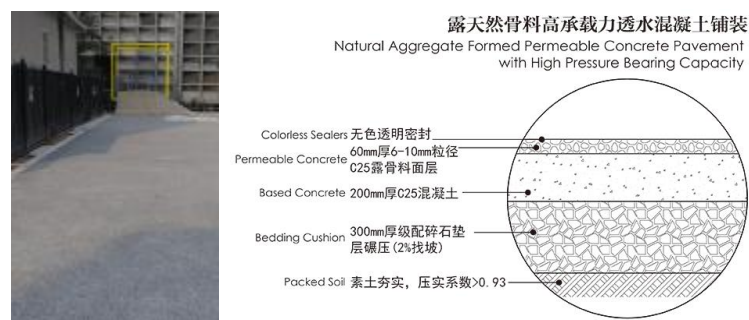 露天然骨料高承载力透水混凝土铺装
Natural Aggregate Formed Permeable Concrete Pavement
with High Pressure Bearing Capacity
Colorless Sealers 无色透明密封
Permeable Concrete 60mm厚6-10mm粒径
C25露骨料面层
Based Concrete 200mm厚C25混凝土
Bedding Cushion 300mm厚级配碎石垫
层碾压(2%找坡)
Packed Soil 素土夯实, 压实系数>0.93